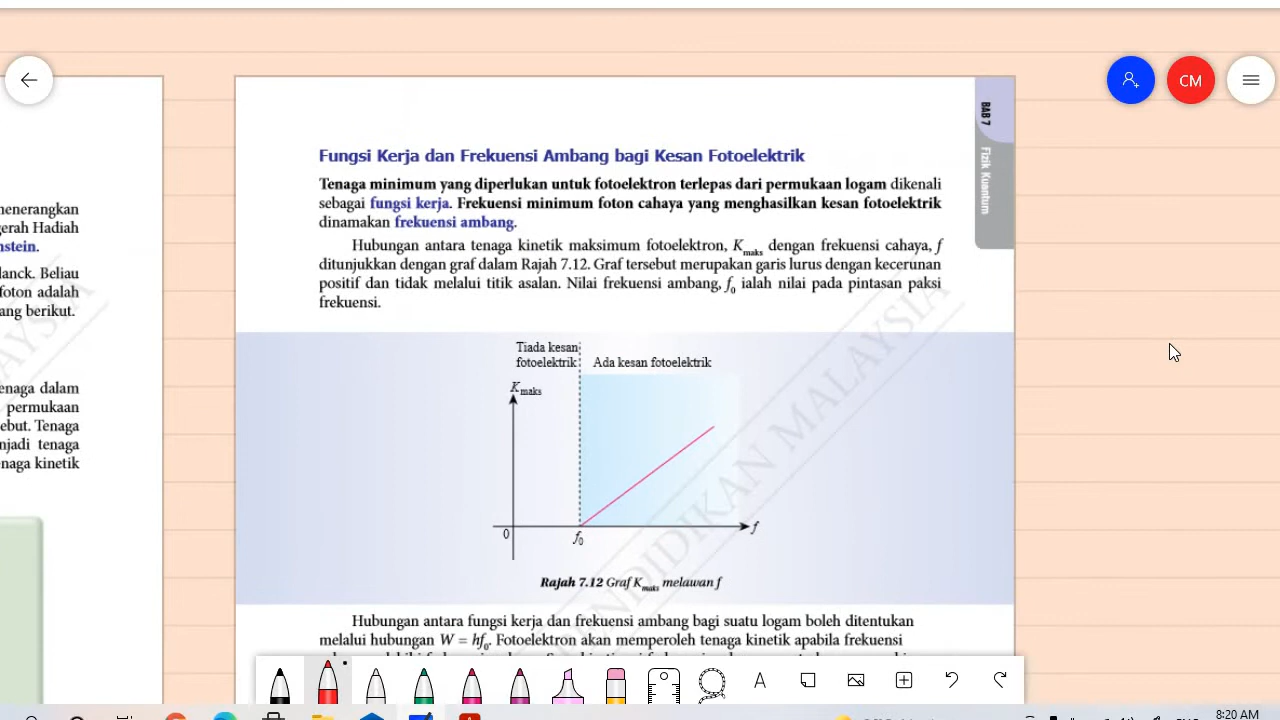 CM
BAB 7
Fizik Kuantum
menerangkan
gerah Hadiah
nstein.
lanck. Beliau
foton adalah
ang berikut.
enaga dalam
permukaan
ebut. Tenaga
njadi tenaga
naga kinetik
Fungsi Kerja dan Frekuensi Ambang bagi Kesan Fotoelektrik
Tenaga minimum yang diperlukan untuk fotoelektron terlepas dari permukaan logam dikenali
sebagai fungsi kerja. Frekuensi minimum foton cahaya yang menghasilkan kesan fotoelektrik
dinamakan frekuensi ambang.
Hubungan antara tenaga kinetik maksimum fotoelektron, Kmaks dengan frekuensi cahaya, f
ditunjukkan dengan graf dalam Rajah 7.12. Graf tersebut merupakan garis lurus dengan kecerunan
positif dan tidak melalui titik asalan. Nilai frekuensi ambang, f0 ialah nilai pada pintasan paksi
frekuensi.
Tiada kesan
fotoelektrik
Ada kesan fotoelektrik
Kmaks
0
f0
f
Rajah 7.12 Graf Kmaks melawan f
Hubungan antara fungsi kerja dan frekuensi ambang bagi suatu logam boleh ditentukan
melalui hubungan W = hf0. Fotoelektron akan memperoleh tenaga kinetik apabila frekuensi
PENDIDIKAN MALAYSIA
AYSIA
A
8:20 AM